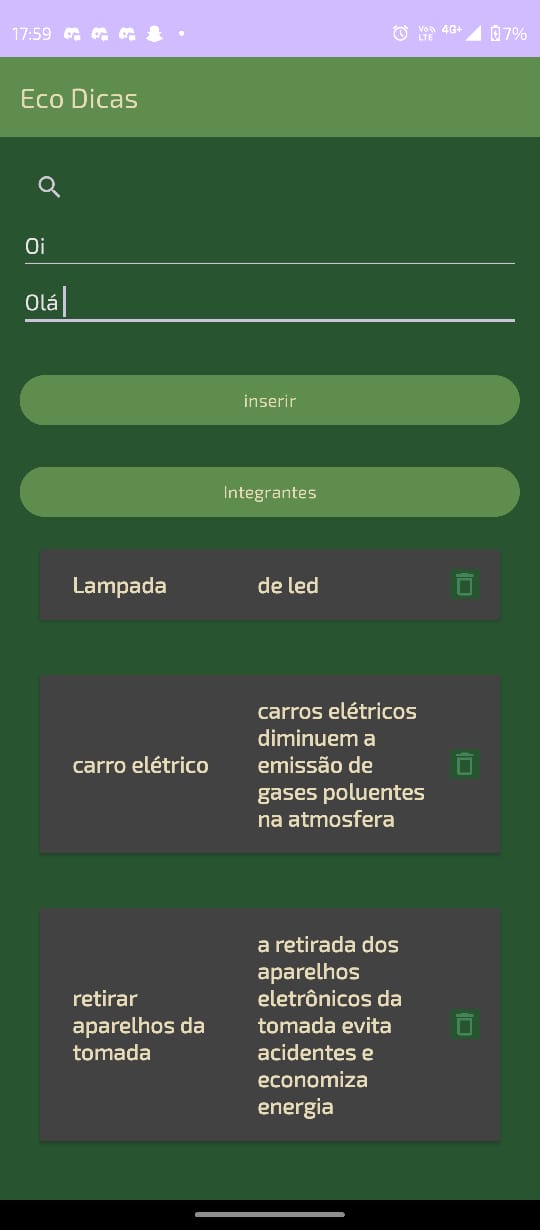 17:59 Vo) LTE 4G+ 7%
Eco Dicas
Oi
Olá
inserir
Integrantes
Lampada
de led
carro elétrico
carros elétricos
diminuem a
emissão de
gases poluentes
na atmosfera
retirar
aparelhos da
tomada
a retirada dos
aparelhos
eletrônicos da
tomada evita
acidentes e
economiza
energia